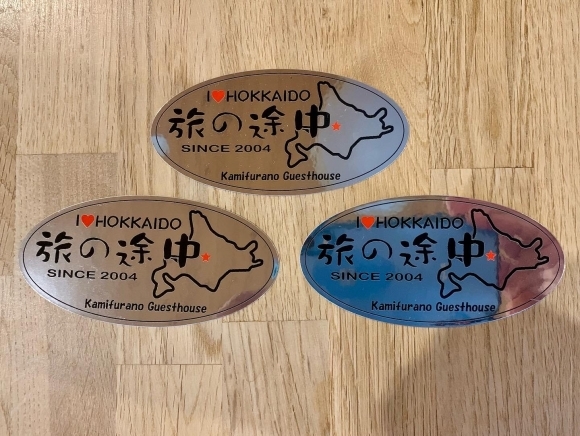 I♥HOKKAIDO
旅の途中
SINCE 2004
Kamifurano Guesthouse
I♥HOKKAIDO
旅の途中
SINCE 2004
Kamifurano Guesthouse
I♥HOKKAIDO
旅の途中
SINCE 2004
Kamifurano Guesthouse